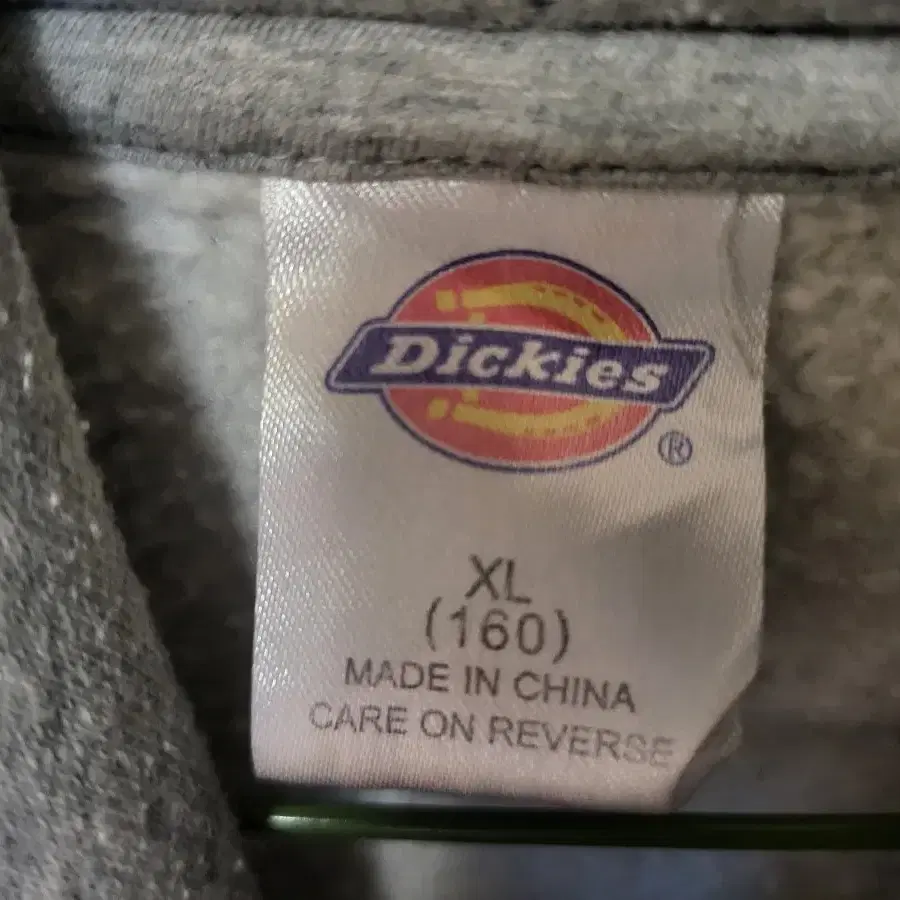 Dickies
®
XL
(160)
MADE IN CHINA
CARE ON REVERSE